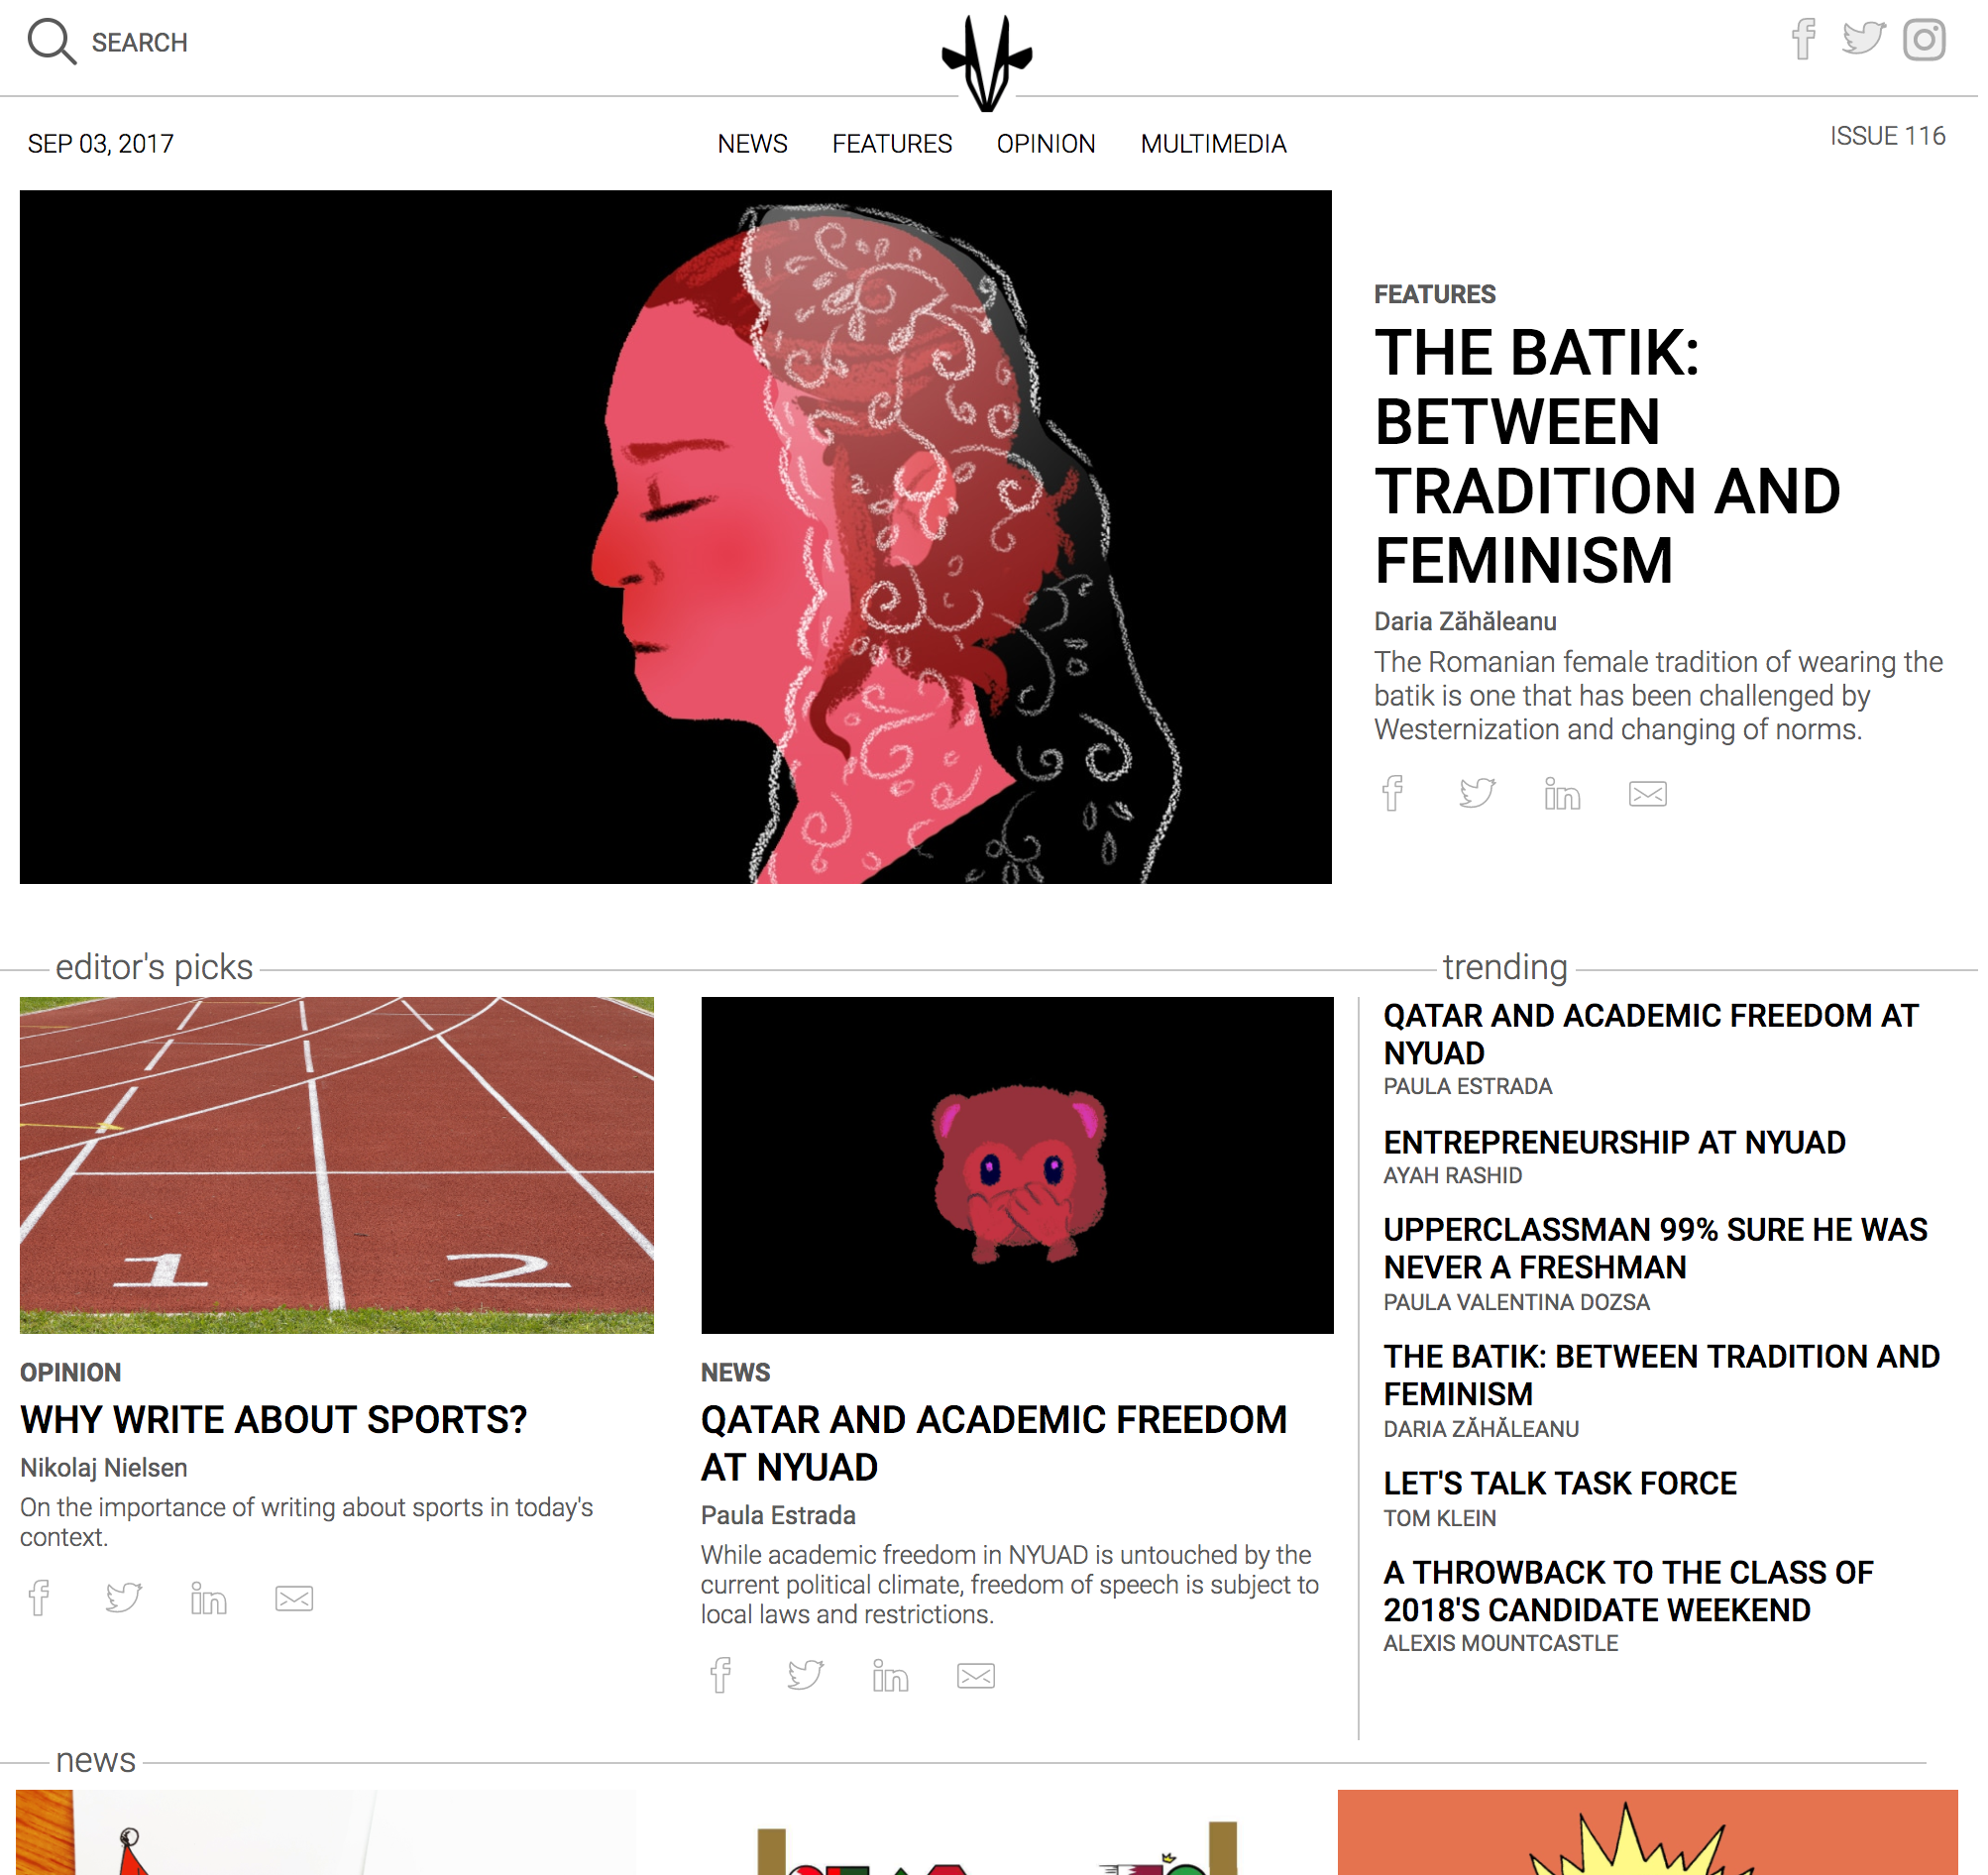 SEARCH
SEP 03, 2017
NEWS FEATURES OPINION MULTIMEDIA
ISSUE 116
FEATURES
THE BATIK:
BETWEEN
TRADITION AND
FEMINISM
Daria Zăhăleanu
The Romanian female tradition of wearing the
batik is one that has been challenged by
Westernization and changing of norms.
editor's picks
1 2
OPINION
WHY WRITE ABOUT SPORTS?
Nikolaj Nielsen
On the importance of writing about sports in today's
context.
NEWS
QATAR AND ACADEMIC FREEDOM
AT NYUAD
Paula Estrada
While academic freedom in NYUAD is untouched by the
current political climate, freedom of speech is subject to
local laws and restrictions.
trending
QATAR AND ACADEMIC FREEDOM AT
NYUAD
PAULA ESTRADA
ENTREPRENEURSHIP AT NYUAD
AYAH RASHID
UPPERCLASSMAN 99% SURE HE WAS
NEVER A FRESHMAN
PAULA VALENTINA DOZSA
THE BATIK: BETWEEN TRADITION AND
FEMINISM
DARIA ZĂHĂLEANU
LET'S TALK TASK FORCE
TOM KLEIN
A THROWBACK TO THE CLASS OF
2018'S CANDIDATE WEEKEND
ALEXIS MOUNTCASTLE
news